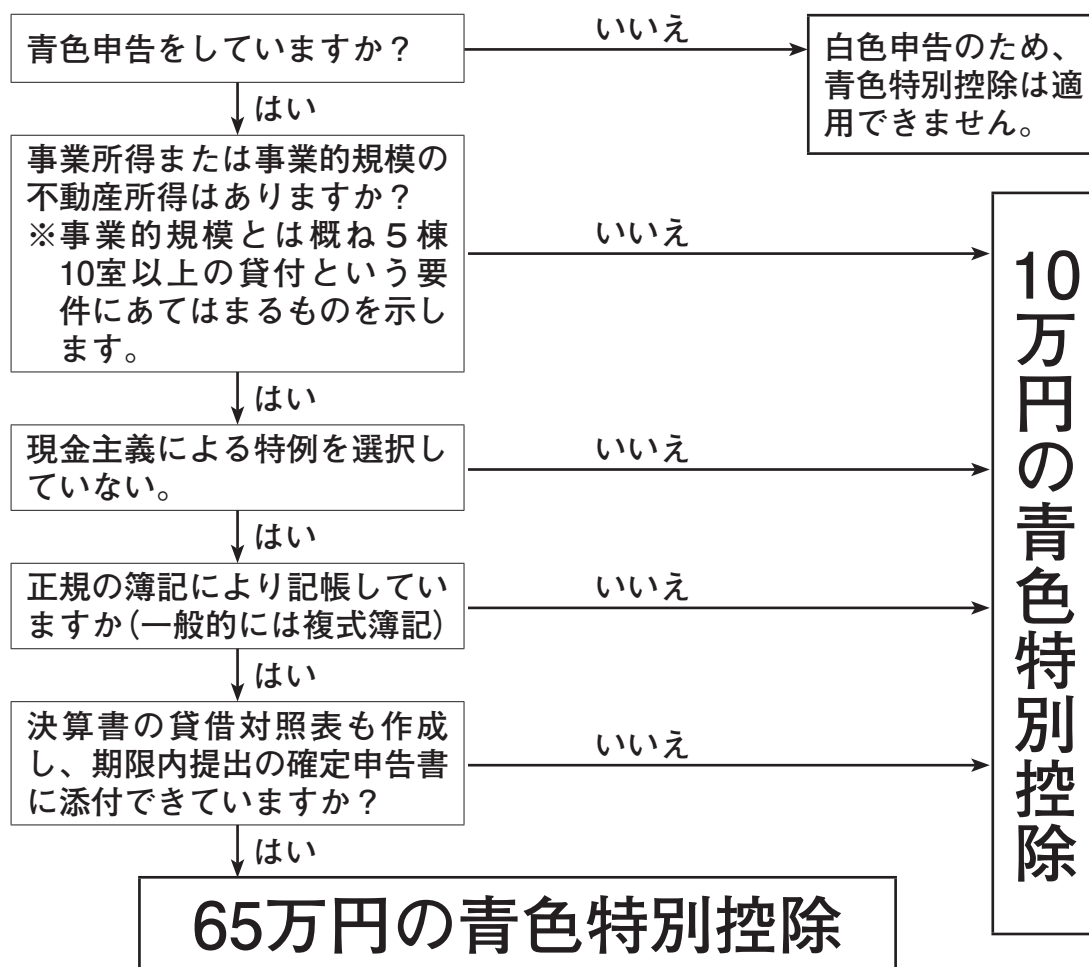 青色申告をしていますか？
いいえ
白色申告のため、
青色特別控除は適
用できません。
はい
事業所得または事業的規模の
不動産所得はありますか？
※事業的規模とは概ね５棟
10室以上の貸付という要
件にあてはまるものを示し
ます。
いいえ
はい
現金主義による特例を選択し
ていない。
いいえ
はい
正規の簿記により記帳してい
ますか（一般的には複式簿記）
いいえ
はい
決算書の貸借対照表も作成
し、期限内提出の確定申告書
に添付できていますか？
いいえ
はい
10万円の青色特別控除
65万円の青色特別控除